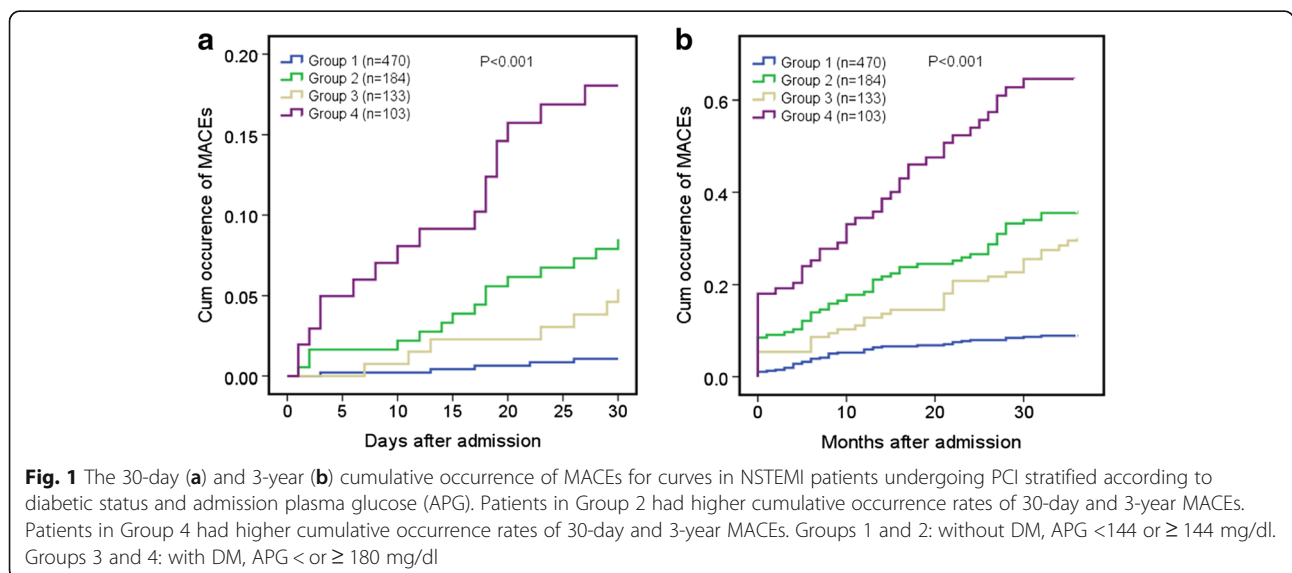 a
0.20
0.15
0.10
0.05
0.00
Cum occurence of MACEs
Group 1 (n=470)
Group 2 (n=184)
Group 3 (n=133)
Group 4 (n=103)
P<0.001
0 5 10 15 20 25 30
Days after admission
b
0.6
0.4
0.2
0.0
Cum occurence of MACEs
Group 1 (n=470)
Group 2 (n=184)
Group 3 (n=133)
Group 4 (n=103)
P<0.001
0 10 20 30
Months after admission
Fig. 1 The 30-day (a) and 3-year (b) cumulative occurrence of MACEs for curves in NSTEMI patients undergoing PCI stratified according to
diabetic status and admission plasma glucose (APG). Patients in Group 2 had higher cumulative occurrence rates of 30-day and 3-year MACEs.
Patients in Group 4 had higher cumulative occurrence rates of 30-day and 3-year MACEs. Groups 1 and 2: without DM, APG <144 or ≥ 144 mg/dl.
Groups 3 and 4: with DM, APG < or ≥ 180 mg/dl